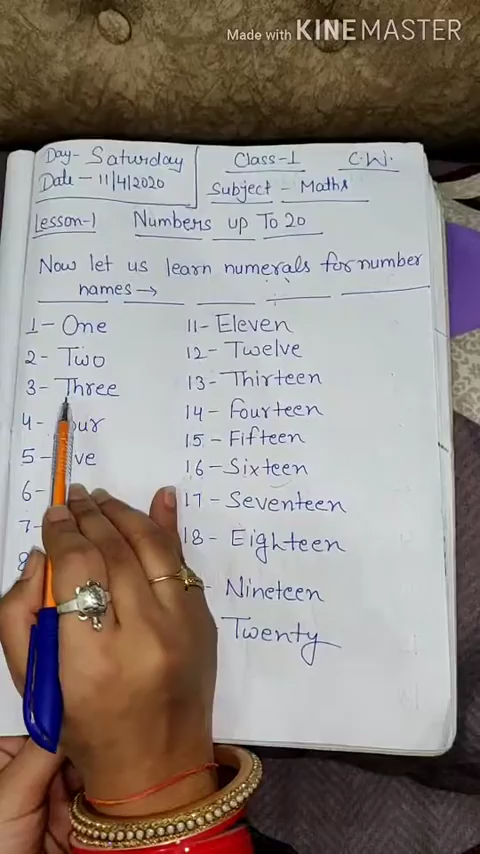 Made with KINEMASTER
Day- Saturday
Date - 11/4/2020
Class-1
C.W.
Subject - Maths
Lesson-1 Numbers up To 20
Now let us learn numerals for number
names →
1- One
2- Two
3- Three
4- our
5- ve
6-
7-
8
11- Eleven
12- Twelve
13- Thirteen
14- Fourteen
15- Fifteen
16- Sixteen
17- Seventeen
18- Eighteen
- Nineteen
Twenty